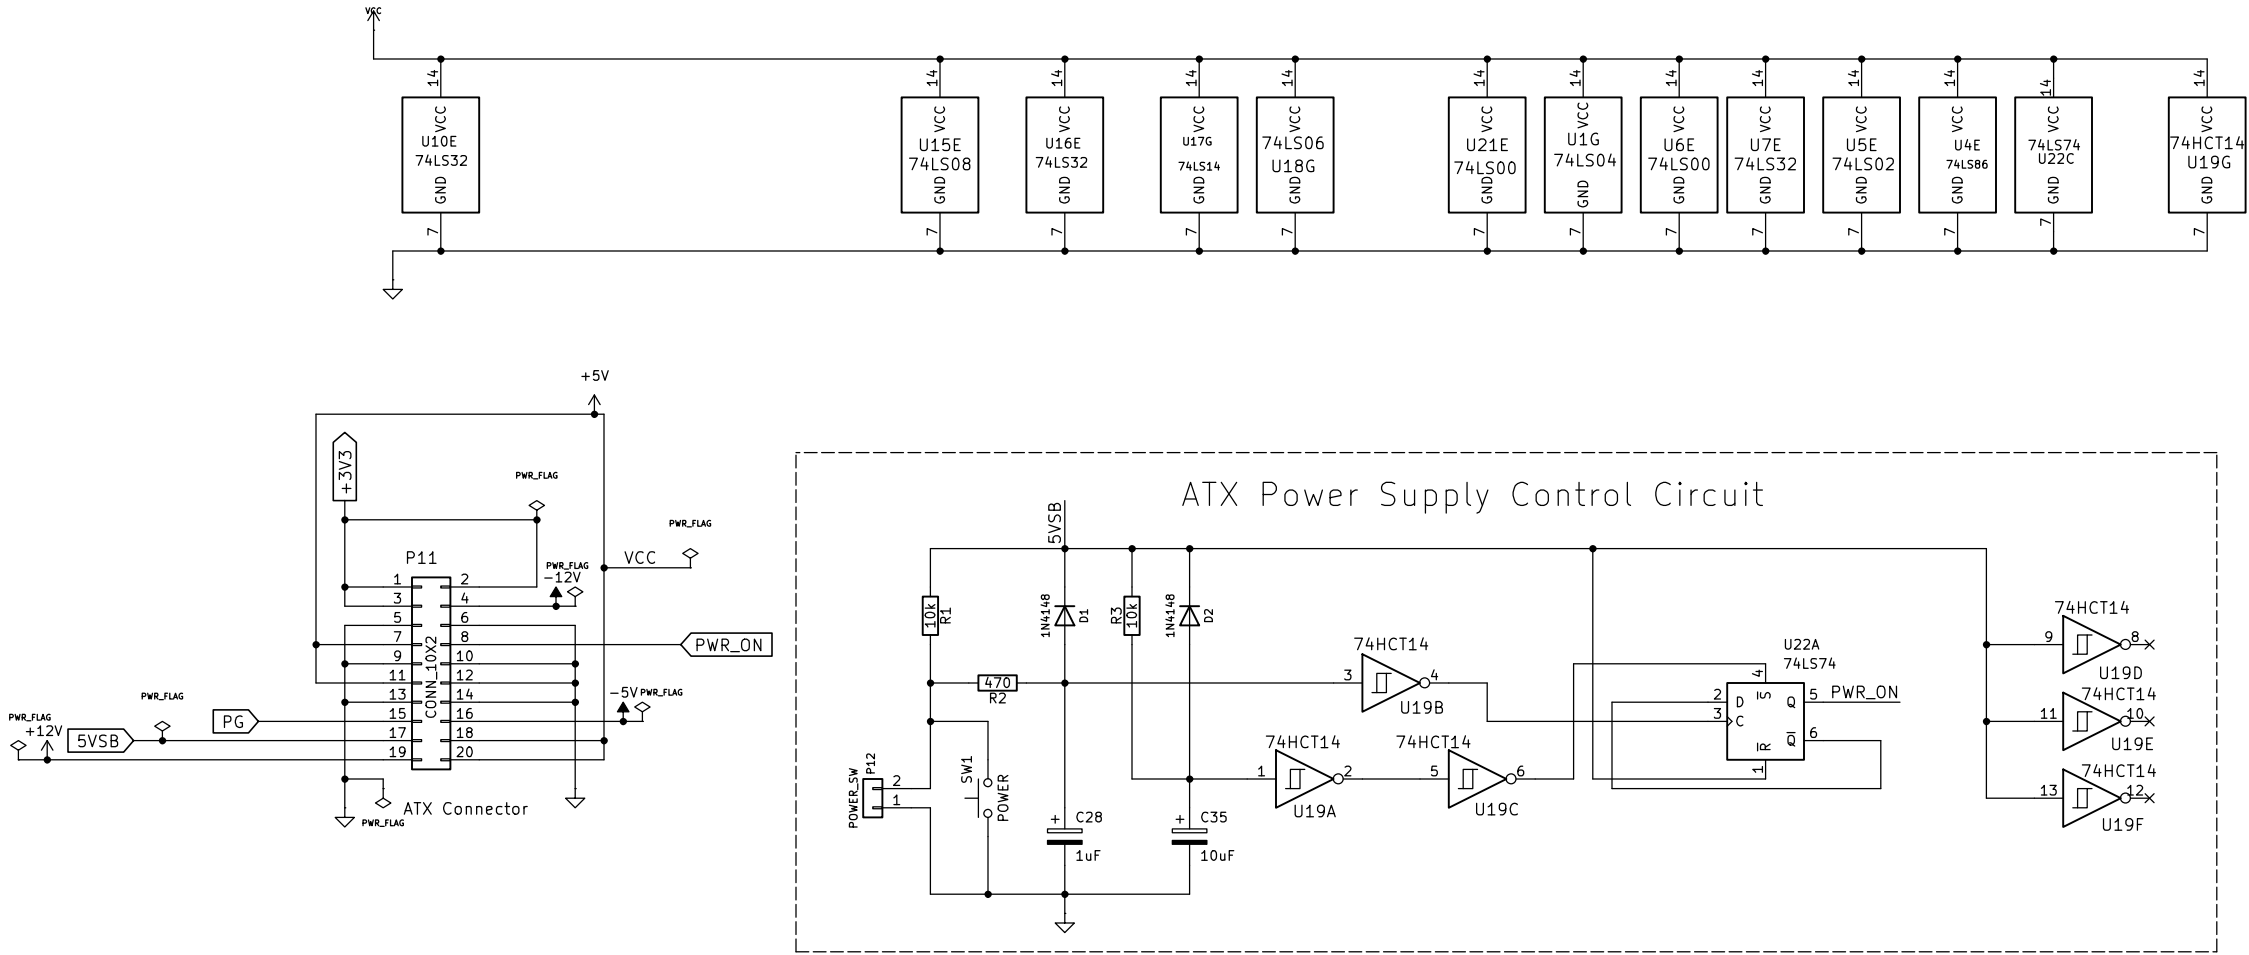 VCC
14 14 14 14 14 14 14 14 14 14 14 14 14
VCC VCC VCC VCC VCC VCC VCC VCC VCC VCC VCC VCC VCC
U10E
74LS32
U15E
74LS08
U16E
74LS32
U17G
74LS14
74LS06
U18G
U21E
74LS00
U1G
74LS04
U6E
74LS00
U7E
74LS32
U5E
74LS02
U4E
74LS86
74LS74
U22C
74HCT14
U19G
GND GND GND GND GND GND GND GND GND GND GND GND GND
7 7 7 7 7 7 7 7 7 7 7 7 7
+5V
+3V3
PWR_FLAG
PWR_FLAG
VCC
P11
PWR_FLAG
-12V
1 2
3 4
5 6
7 8
9 10
11 12
13 14
15 16
17 18
19 20
CONN_10X2
PWR_ON
PWR_FLAG
-5V PWR_FLAG
PG
PWR_FLAG
+12V
5VSB
ATX Connector
PWR_FLAG
ATX Power Supply Control Circuit
5VSB
10k
R1
1N4148
D1
R3
10k
1N4148
D2
470
R2
74HCT14
3 4
U19B
U22A
74LS74
4
S
2 D Q 5
PWR_ON
3 C
Q 6
R
1
74HCT14
9 8
U19D
74HCT14
11 10
U19E
74HCT14
13 12
U19F
74HCT14
1 2
U19A
74HCT14
5 6
U19C
P12
POWER_SW
2
1
SW1
POWER
+ C28
1uF
+ C35
10uF